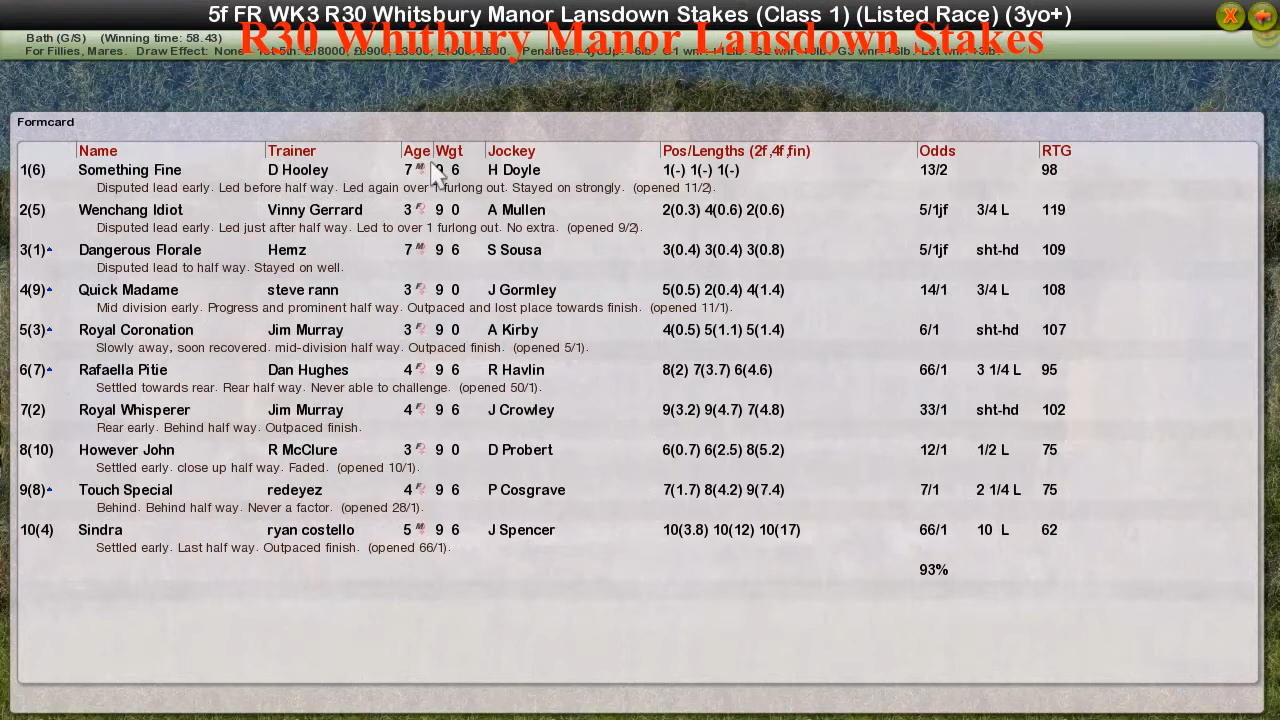 5f FR WK3 R30 Whitsbury Manor Lansdown Stakes (Class 1) (Listed Race) (3yo+)
R30 Whitbury Manor Lansdown Stakes
Bath (G/S) (Winning time: 58.43)
For Fillies, Mares. Draw Effect: None
Formcard
Name Trainer Age Wgt Jockey Pos/Lengths (2f,4f,fin) Odds RTG
1(6) Something Fine D Hooley 7 9 6 H Doyle 1(-) 1(-) 1(-) 13/2 98
Disputed lead early. Led before half way. Led again over 1 furlong out. Stayed on strongly. (opened 11/2).
2(5) Wenchang Idiot Vinny Gerrard 3 9 0 A Mullen 2(0.3) 4(0.6) 2(0.6) 5/1jf 3/4 L 119
Disputed lead early. Led just after half way. Led to over 1 furlong out. No extra. (opened 9/2).
3(1) Dangerous Florale Hemz 7 9 6 S Sousa 3(0.4) 3(0.4) 3(0.8) 5/1jf sht-hd 109
Disputed lead to half way. Stayed on well.
4(9) Quick Madame steve rann 3 9 0 J Gormley 5(0.5) 2(0.4) 4(1.4) 14/1 3/4 L 108
Mid division early. Progress and prominent half way. Outpaced and lost place towards finish. (opened 11/1).
5(3) Royal Coronation Jim Murray 3 9 0 A Kirby 4(0.5) 5(1.1) 5(1.4) 6/1 sht-hd 107
Slowly away, soon recovered. mid-division half way. Outpaced finish. (opened 5/1).
6(7) Rafaella Pitie Dan Hughes 4 9 6 R Havlin 8(2) 7(3.7) 6(4.6) 66/1 3 1/4 L 95
Settled towards rear. Rear half way. Never able to challenge. (opened 50/1).
7(2) Royal Whisperer Jim Murray 4 9 6 J Crowley 9(3.2) 9(4.7) 7(4.8) 33/1 sht-hd 102
Rear early. Behind half way. Outpaced finish.
8(10) However John R McClure 3 9 0 D Probert 6(0.7) 6(2.5) 8(5.2) 12/1 1/2 L 75
Settled early. close up half way. Faded. (opened 10/1).
9(8) Touch Special redeyez 4 9 6 P Cosgrave 7(1.7) 8(4.2) 9(7.4) 7/1 2 1/4 L 75
Behind. Behind half way. Never a factor. (opened 28/1).
10(4) Sindra ryan costello 5 9 6 J Spencer 10(3.8) 10(12) 10(17) 66/1 10 L 62
Settled early. Last half way. Outpaced finish. (opened 66/1).
93%